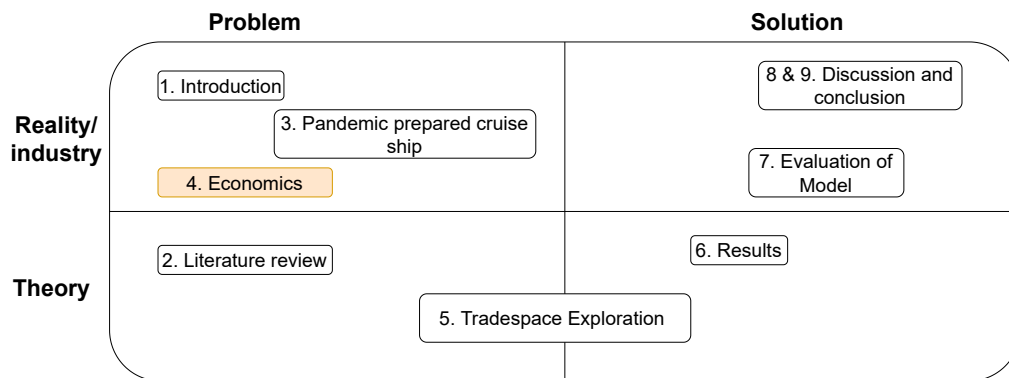 Problem
Solution
Reality/
industry
1. Introduction
3. Pandemic prepared cruise
ship
4. Economics
8 & 9. Discussion and
conclusion
7. Evaluation of
Model
Theory
2. Literature review
6. Results
5. Tradespace Exploration